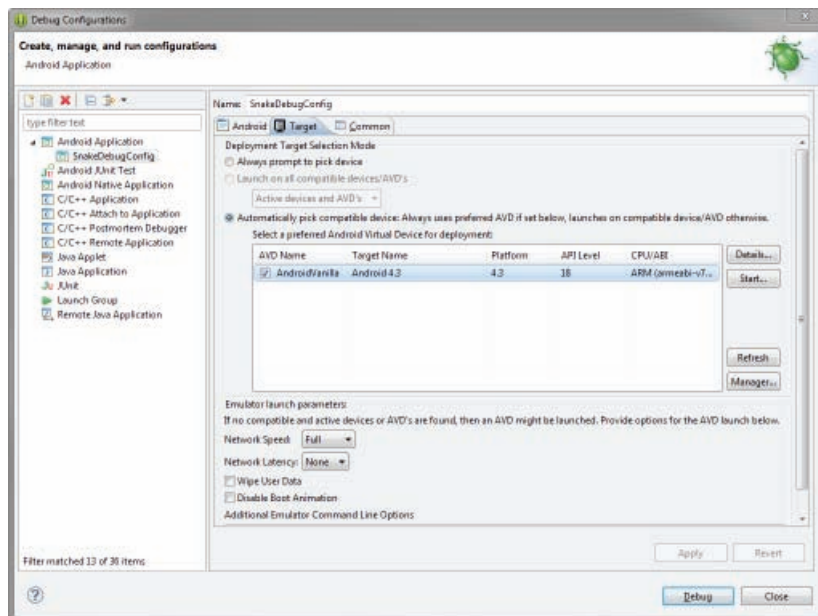 Debug Configurations
Create, manage, and run configurations
Android Application
type filter text
Android Application
SnakeDebugConfig
Android JUnit Test
Android Native Application
C/C++ Application
C/C++ Attach to Application
C/C++ Postmortem Debugger
C/C++ Remote Application
Java Applet
Java Application
JUnit
Launch Group
Remote Java Application
Filter matched 13 of 36 items
Name: SnakeDebugConfig
Android Target Common
Deployment Target Selection Mode
Always prompt to pick device
Launch on all compatible devices/AVD's
Active devices and AVD's
Automatically pick compatible device: Always uses preferred AVD if set below, launches on compatible device/AVD otherwise.
Select a preferred Android Virtual Device for deployment:
AVD Name Target Name Platform API Level CPU/ABI
AndroidVanilla Android 4.3 4.3 18 ARM (armeabi-v7...
Details...
Start...
Refresh
Manager...
Emulator launch parameters:
If no compatible and active devices or AVD's are found, then an AVD might be launched. Provide options for the AVD launch below.
Network Speed: Full
Network Latency: None
Wipe User Data
Disable Boot Animation
Additional Emulator Command Line Options
Apply Revert
Debug Close